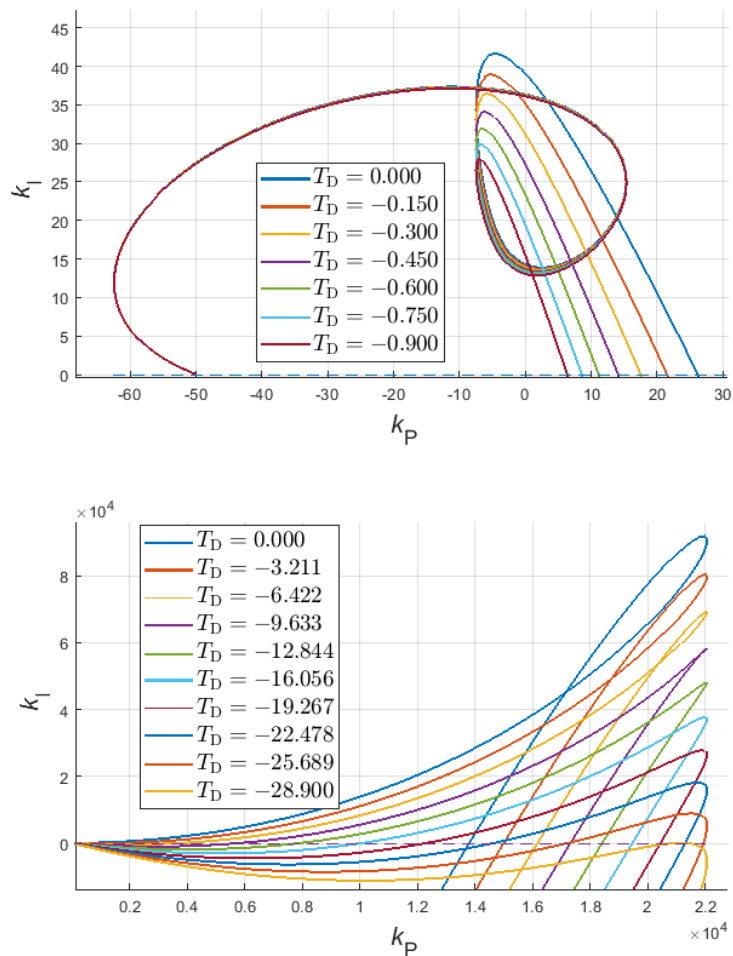 45
40
35
30
25
20
15
10
5
0
k_I
T_D = 0.000
T_D = −0.150
T_D = −0.300
T_D = −0.450
T_D = −0.600
T_D = −0.750
T_D = −0.900
-60 -50 -40 -30 -20 -10 0 10 20 30
k_P
×10⁴
8
6
4
2
0
k_I
T_D = 0.000
T_D = −3.211
T_D = −6.422
T_D = −9.633
T_D = −12.844
T_D = −16.056
T_D = −19.267
T_D = −22.478
T_D = −25.689
T_D = −28.900
0.2 0.4 0.6 0.8 1 1.2 1.4 1.6 1.8 2 2.2
×10⁴
k_P